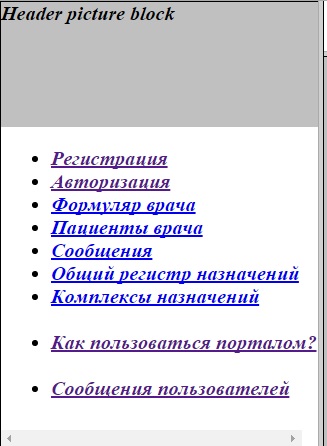 Header picture block
Регистрация
Авторизация
Формуляр врача
Пациенты врача
Сообщения
Общий регистр назначений
Комплексы назначений
Как пользоваться порталом?
Сообщения пользователей